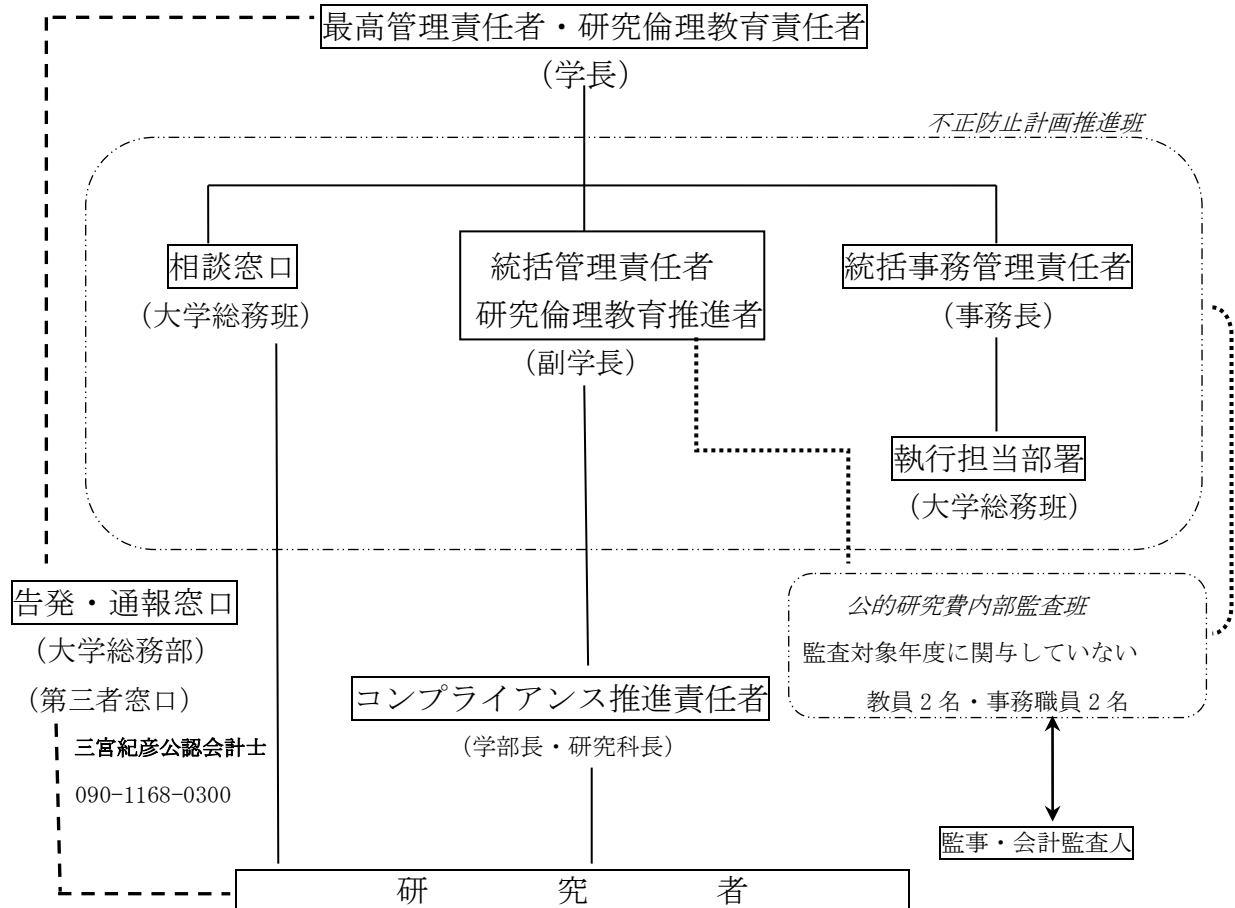 最高管理責任者・研究倫理教育責任者
(学長)
不正防止計画推進班
相談窓口
(大学総務班)
統括管理責任者
研究倫理教育推進者
(副学長)
統括事務管理責任者
(事務長)
執行担当部署
(大学総務班)
告発・通報窓口
(大学総務部)
(第三者窓口)
三宮紀彦公認会計士
090-1168-0300
コンプライアンス推進責任者
(学部長・研究科長)
公的研究費内部監査班
監査対象年度に関与していない
教員2名・事務職員2名
監事・会計監査人
研 究 者